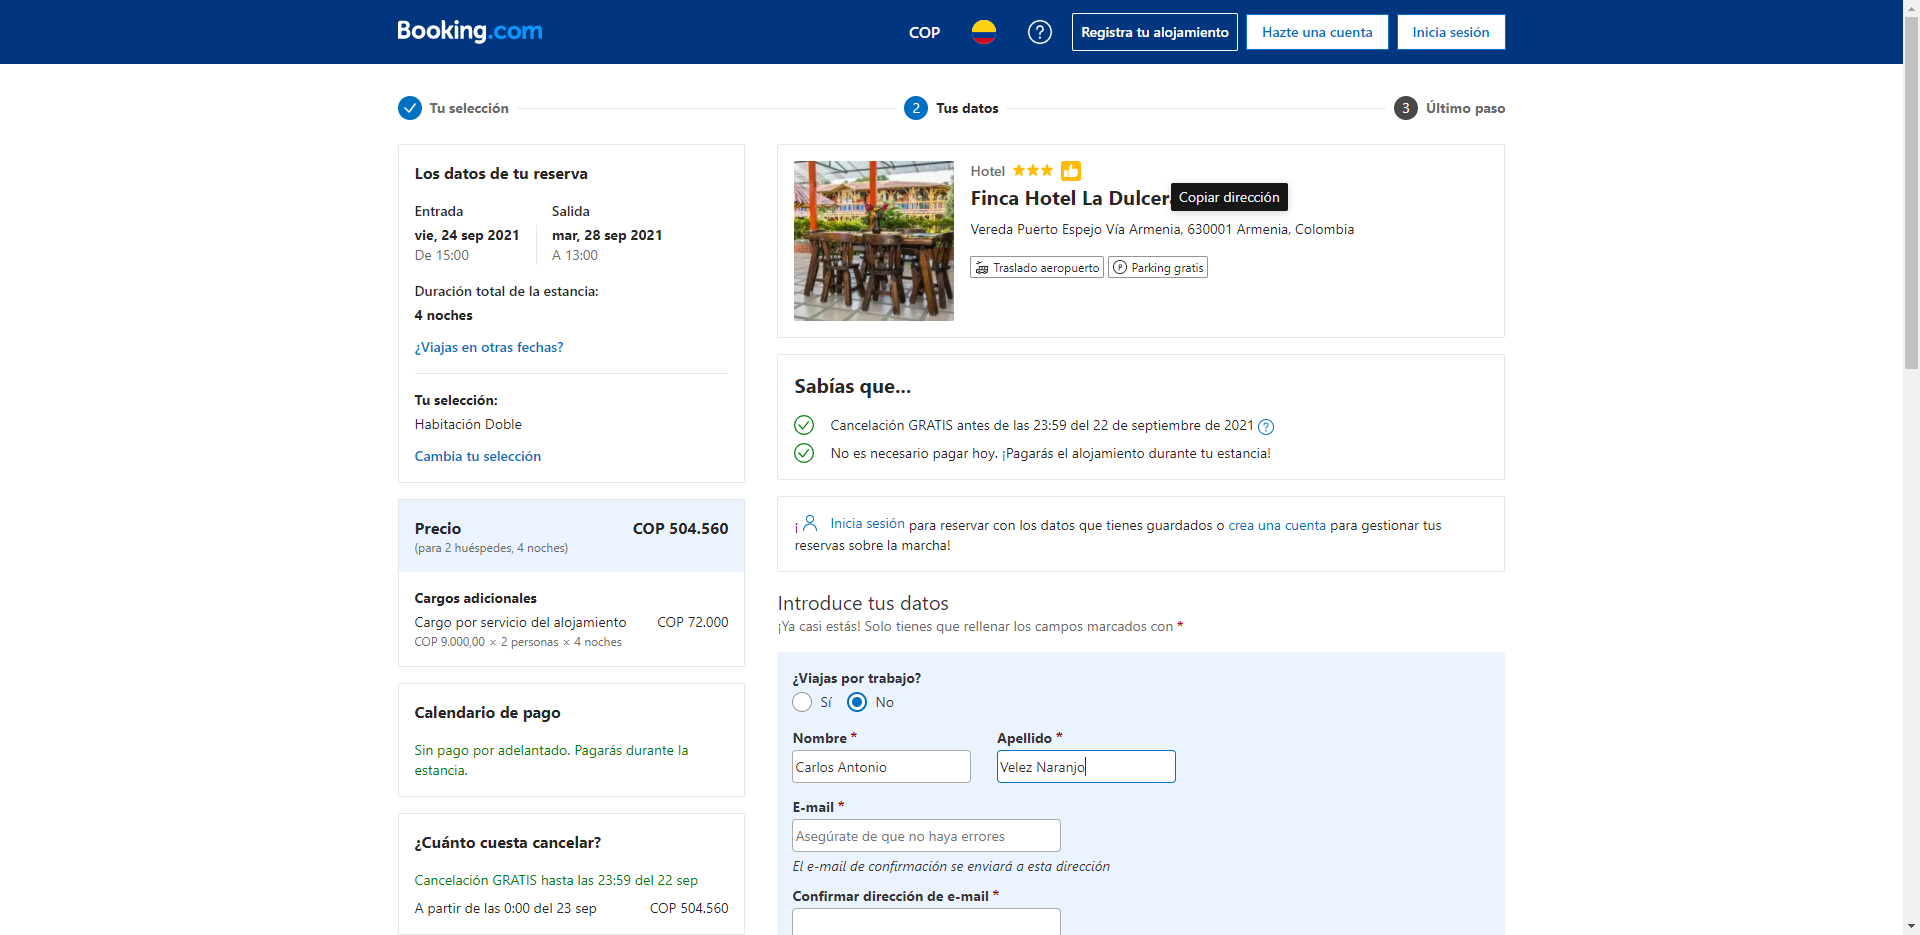 Booking.com
COP
?
Registra tu alojamiento
Hazte una cuenta
Inicia sesión
Tu selección
2 Tus datos
3 Último paso
Los datos de tu reserva
Entrada
vie, 24 sep 2021
De 15:00
Salida
mar, 28 sep 2021
A 13:00
Duración total de la estancia:
4 noches
¿Viajas en otras fechas?
Tu selección:
Habitación Doble
Cambia tu selección
Precio COP 504.560
(para 2 huéspedes, 4 noches)
Cargos adicionales
Cargo por servicio del alojamiento COP 72.000
COP 9.000,00 × 2 personas × 4 noches
Calendario de pago
Sin pago por adelantado. Pagarás durante la
estancia.
¿Cuánto cuesta cancelar?
Cancelación GRATIS hasta las 23:59 del 22 sep
A partir de las 0:00 del 23 sep COP 504.560
Hotel
Finca Hotel La Dulcer
Copiar dirección
Vereda Puerto Espejo Vía Armenia, 630001 Armenia, Colombia
Traslado aeropuerto
P Parking gratis
Sabías que...
Cancelación GRATIS antes de las 23:59 del 22 de septiembre de 2021 ?
No es necesario pagar hoy. ¡Pagarás el alojamiento durante tu estancia!
¡ Inicia sesión para reservar con los datos que tienes guardados o crea una cuenta para gestionar tus
reservas sobre la marcha!
Introduce tus datos
¡Ya casi estás! Solo tienes que rellenar los campos marcados con *
¿Viajas por trabajo?
Sí No
Nombre *
Carlos Antonio
Apellido *
Velez Naranjo
E-mail *
Asegúrate de que no haya errores
El e-mail de confirmación se enviará a esta dirección
Confirmar dirección de e-mail *